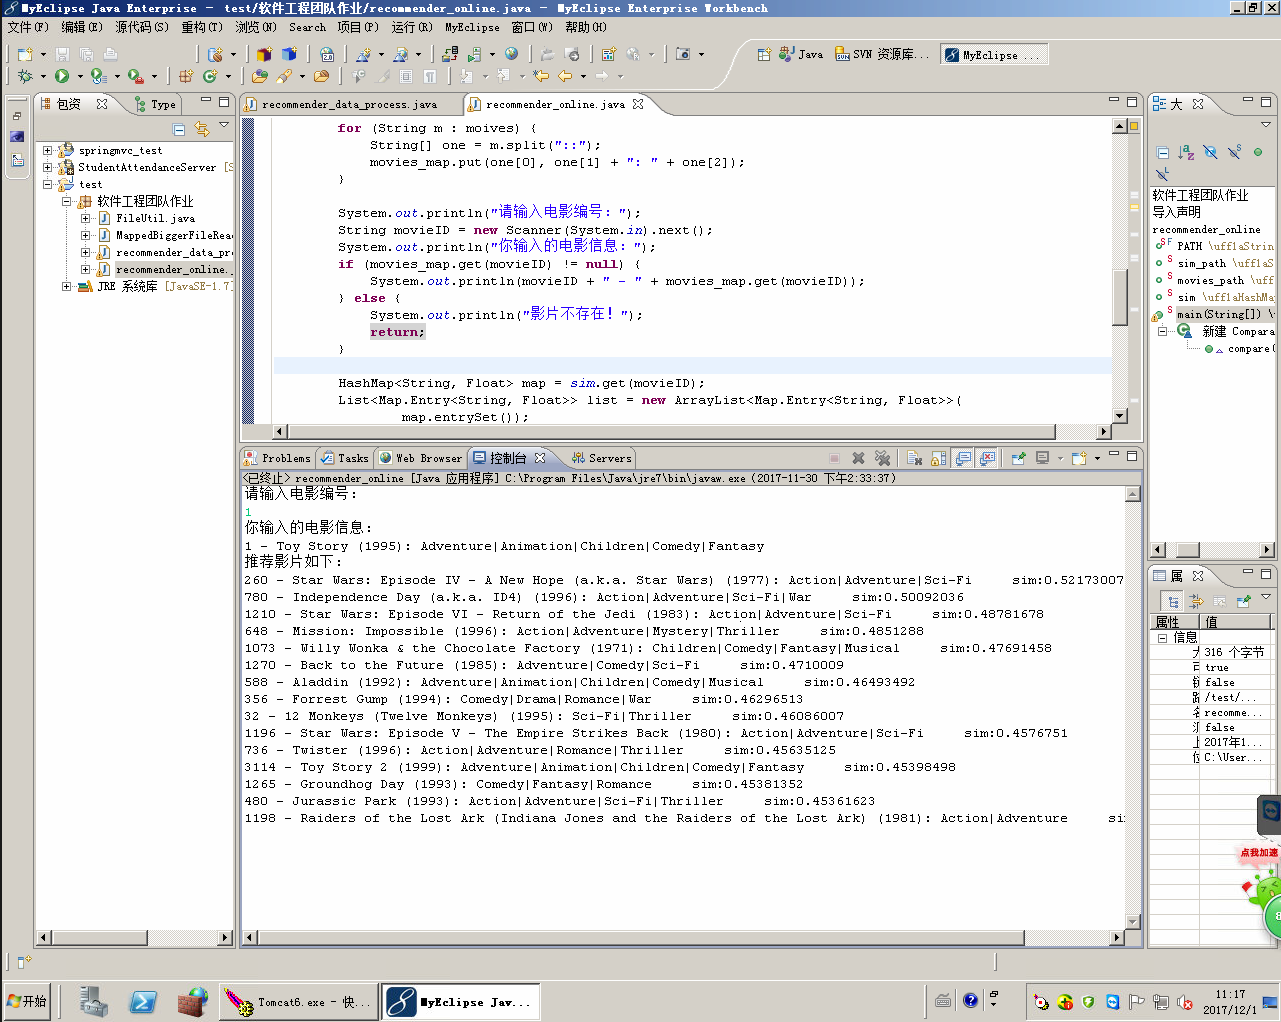 MyEclipse Java Enterprise - test/软件工程团队作业/recommender_online.java - MyEclipse Enterprise Workbench
文件(F) 编辑(E) 源代码(S) 重构(T) 浏览(N) Search 项目(P) 运行(R) MyEclipse 窗口(W) 帮助(H)
Java SVN 资源库... MyEclipse ...
包资 Type
springmvc_test
StudentAttendanceServer [S
test
软件工程团队作业
FileUtil.java
MappedBiggerFileRea
recommender_data_pr
recommender_online.
JRE 系统库 [JavaSE-1.7]
recommender_data_process.java recommender_online.java
for (String m : moives) {
String[] one = m.split("::");
movies_map.put(one[0], one[1] + ": " + one[2]);
}
System.out.println("请输入电影编号：");
String movieID = new Scanner(System.in).next();
System.out.println("你输入的电影信息：");
if (movies_map.get(movieID) != null) {
System.out.println(movieID + " - " + movies_map.get(movieID));
} else {
System.out.println("影片不存在！");
return;
}
HashMap<String, Float> map = sim.get(movieID);
List<Map.Entry<String, Float>> list = new ArrayList<Map.Entry<String, Float>>(
map.entrySet());
大
软件工程团队作业
导入声明
recommender_online
PATH \uff1aStrin
sim_path \uff1aS
movies_path \uff
sim \uff1aHashMa
main(String[]) \
新建 Compara
compare(
Problems Tasks Web Browser 控制台 Servers
<已终止> recommender_online [Java 应用程序] C:\Program Files\Java\jre7\bin\javaw.exe (2017-11-30 下午2:33:37)
请输入电影编号：
1
你输入的电影信息：
1 - Toy Story (1995): Adventure|Animation|Children|Comedy|Fantasy
推荐影片如下：
260 - Star Wars: Episode IV - A New Hope (a.k.a. Star Wars) (1977): Action|Adventure|Sci-Fi sim:0.52173007
780 - Independence Day (a.k.a. ID4) (1996): Action|Adventure|Sci-Fi|War sim:0.50092036
1210 - Star Wars: Episode VI - Return of the Jedi (1983): Action|Adventure|Sci-Fi sim:0.48781678
648 - Mission: Impossible (1996): Action|Adventure|Mystery|Thriller sim:0.4851288
1073 - Willy Wonka & the Chocolate Factory (1971): Children|Comedy|Fantasy|Musical sim:0.47691458
1270 - Back to the Future (1985): Adventure|Comedy|Sci-Fi sim:0.4710009
588 - Aladdin (1992): Adventure|Animation|Children|Comedy|Musical sim:0.46493492
356 - Forrest Gump (1994): Comedy|Drama|Romance|War sim:0.46296513
32 - 12 Monkeys (Twelve Monkeys) (1995): Sci-Fi|Thriller sim:0.46086007
1196 - Star Wars: Episode V - The Empire Strikes Back (1980): Action|Adventure|Sci-Fi sim:0.4576751
736 - Twister (1996): Action|Adventure|Romance|Thriller sim:0.45635125
3114 - Toy Story 2 (1999): Adventure|Animation|Children|Comedy|Fantasy sim:0.45398498
1265 - Groundhog Day (1993): Comedy|Fantasy|Romance sim:0.45381352
480 - Jurassic Park (1993): Action|Adventure|Sci-Fi|Thriller sim:0.45361623
1198 - Raiders of the Lost Ark (Indiana Jones and the Raiders of the Lost Ark) (1981): Action|Adventure si
属
属性 值
信息
316 个字节
true
false
/test/...
recomme...
false
2017年1...
C:\User...
点我加速
8
开始 Tomcat6.exe - 快... MyEclipse Jav...
11:17
2017/12/1